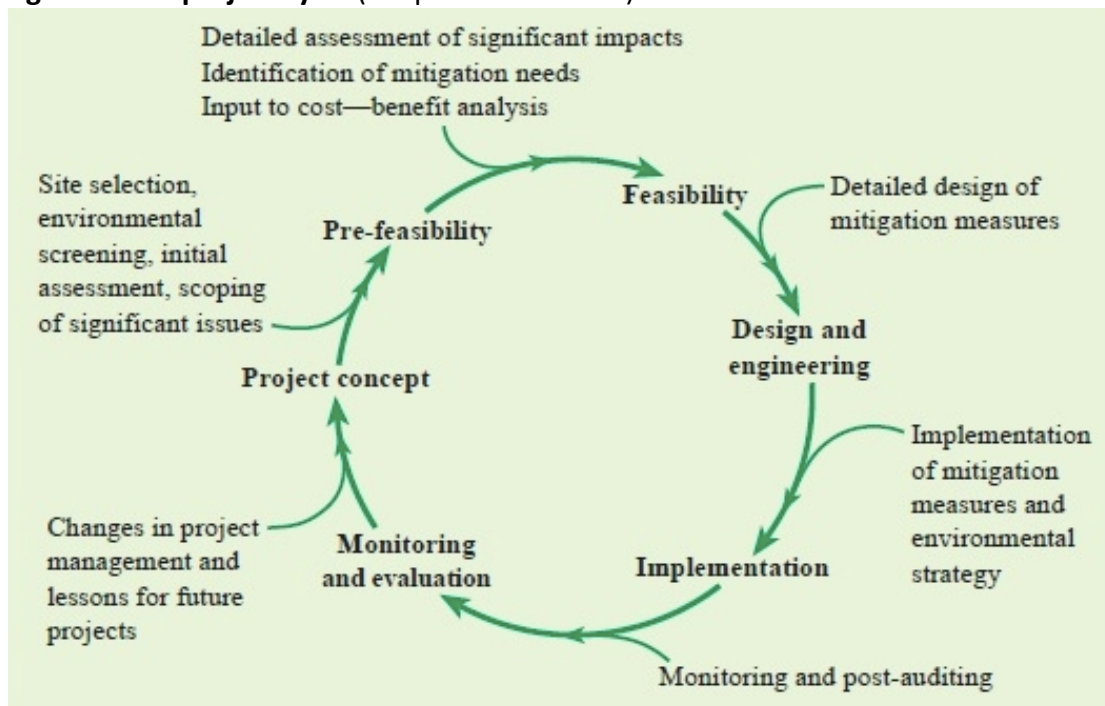 Detailed assessment of significant impacts
Identification of mitigation needs
Input to cost—benefit analysis
Site selection,
environmental
screening, initial
assessment, scoping
of significant issues
Pre-feasibility
Feasibility
Detailed design of
mitigation measures
Design and
engineering
Project concept
Implementation
of mitigation
measures and
environmental
strategy
Changes in project
management and
lessons for future
projects
Monitoring
and evaluation
Implementation
Monitoring and post-auditing